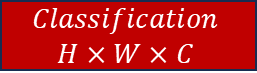 Classification
H × W × C